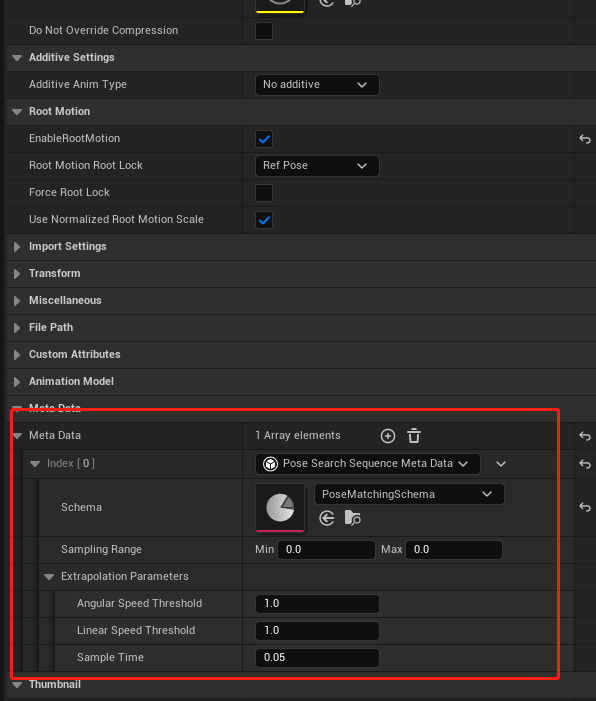 Do Not Override Compression
Additive Settings
Additive Anim Type No additive
Root Motion
EnableRootMotion
Root Motion Root Lock Ref Pose
Force Root Lock
Use Normalized Root Motion Scale
Import Settings
Transform
Miscellaneous
File Path
Custom Attributes
Animation Model
Meta Data
Meta Data 1 Array elements
Index [ 0 ] Pose Search Sequence Meta Data
Schema PoseMatchingSchema
Sampling Range Min 0.0 Max 0.0
Extrapolation Parameters
Angular Speed Threshold 1.0
Linear Speed Threshold 1.0
Sample Time 0.05
Thumbnail